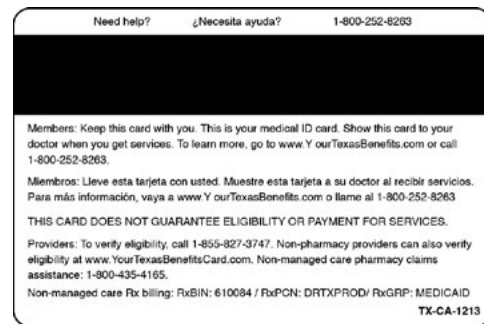 Need help? ¿Necesita ayuda? 1-800-252-8263
Members: Keep this card with you. This is your medical ID card. Show this card to your
doctor when you get services. To learn more, go to www.Y ourTexasBenefits.com or call
1-800-252-8263.
Miembros: Lleve esta tarjeta con usted. Muestre esta tarjeta a su doctor al recibir servicios.
Para más información, vaya a www.Y ourTexasBenefits.com o llame al 1-800-252-8263
THIS CARD DOES NOT GUARANTEE ELIGIBILITY OR PAYMENT FOR SERVICES.
Providers: To verify eligibility, call 1-855-827-3747. Non-pharmacy providers can also verify
eligibility at www.YourTexasBenefitsCard.com. Non-managed care pharmacy claims
assistance: 1-800-435-4165.
Non-managed care Rx billing: RxBIN: 610084 / RxPCN: DRTXPROD/ RxGRP: MEDICAID
TX-CA-1213